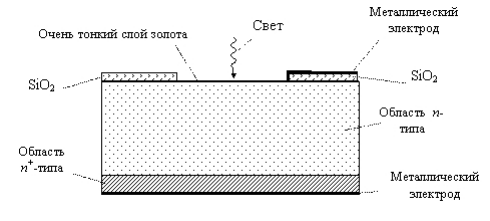 Металлический
электрод
Свет
Очень тонкий слой золота
SiO2
SiO2
Область n-
типа
Область
n+-типа
Металлический
электрод